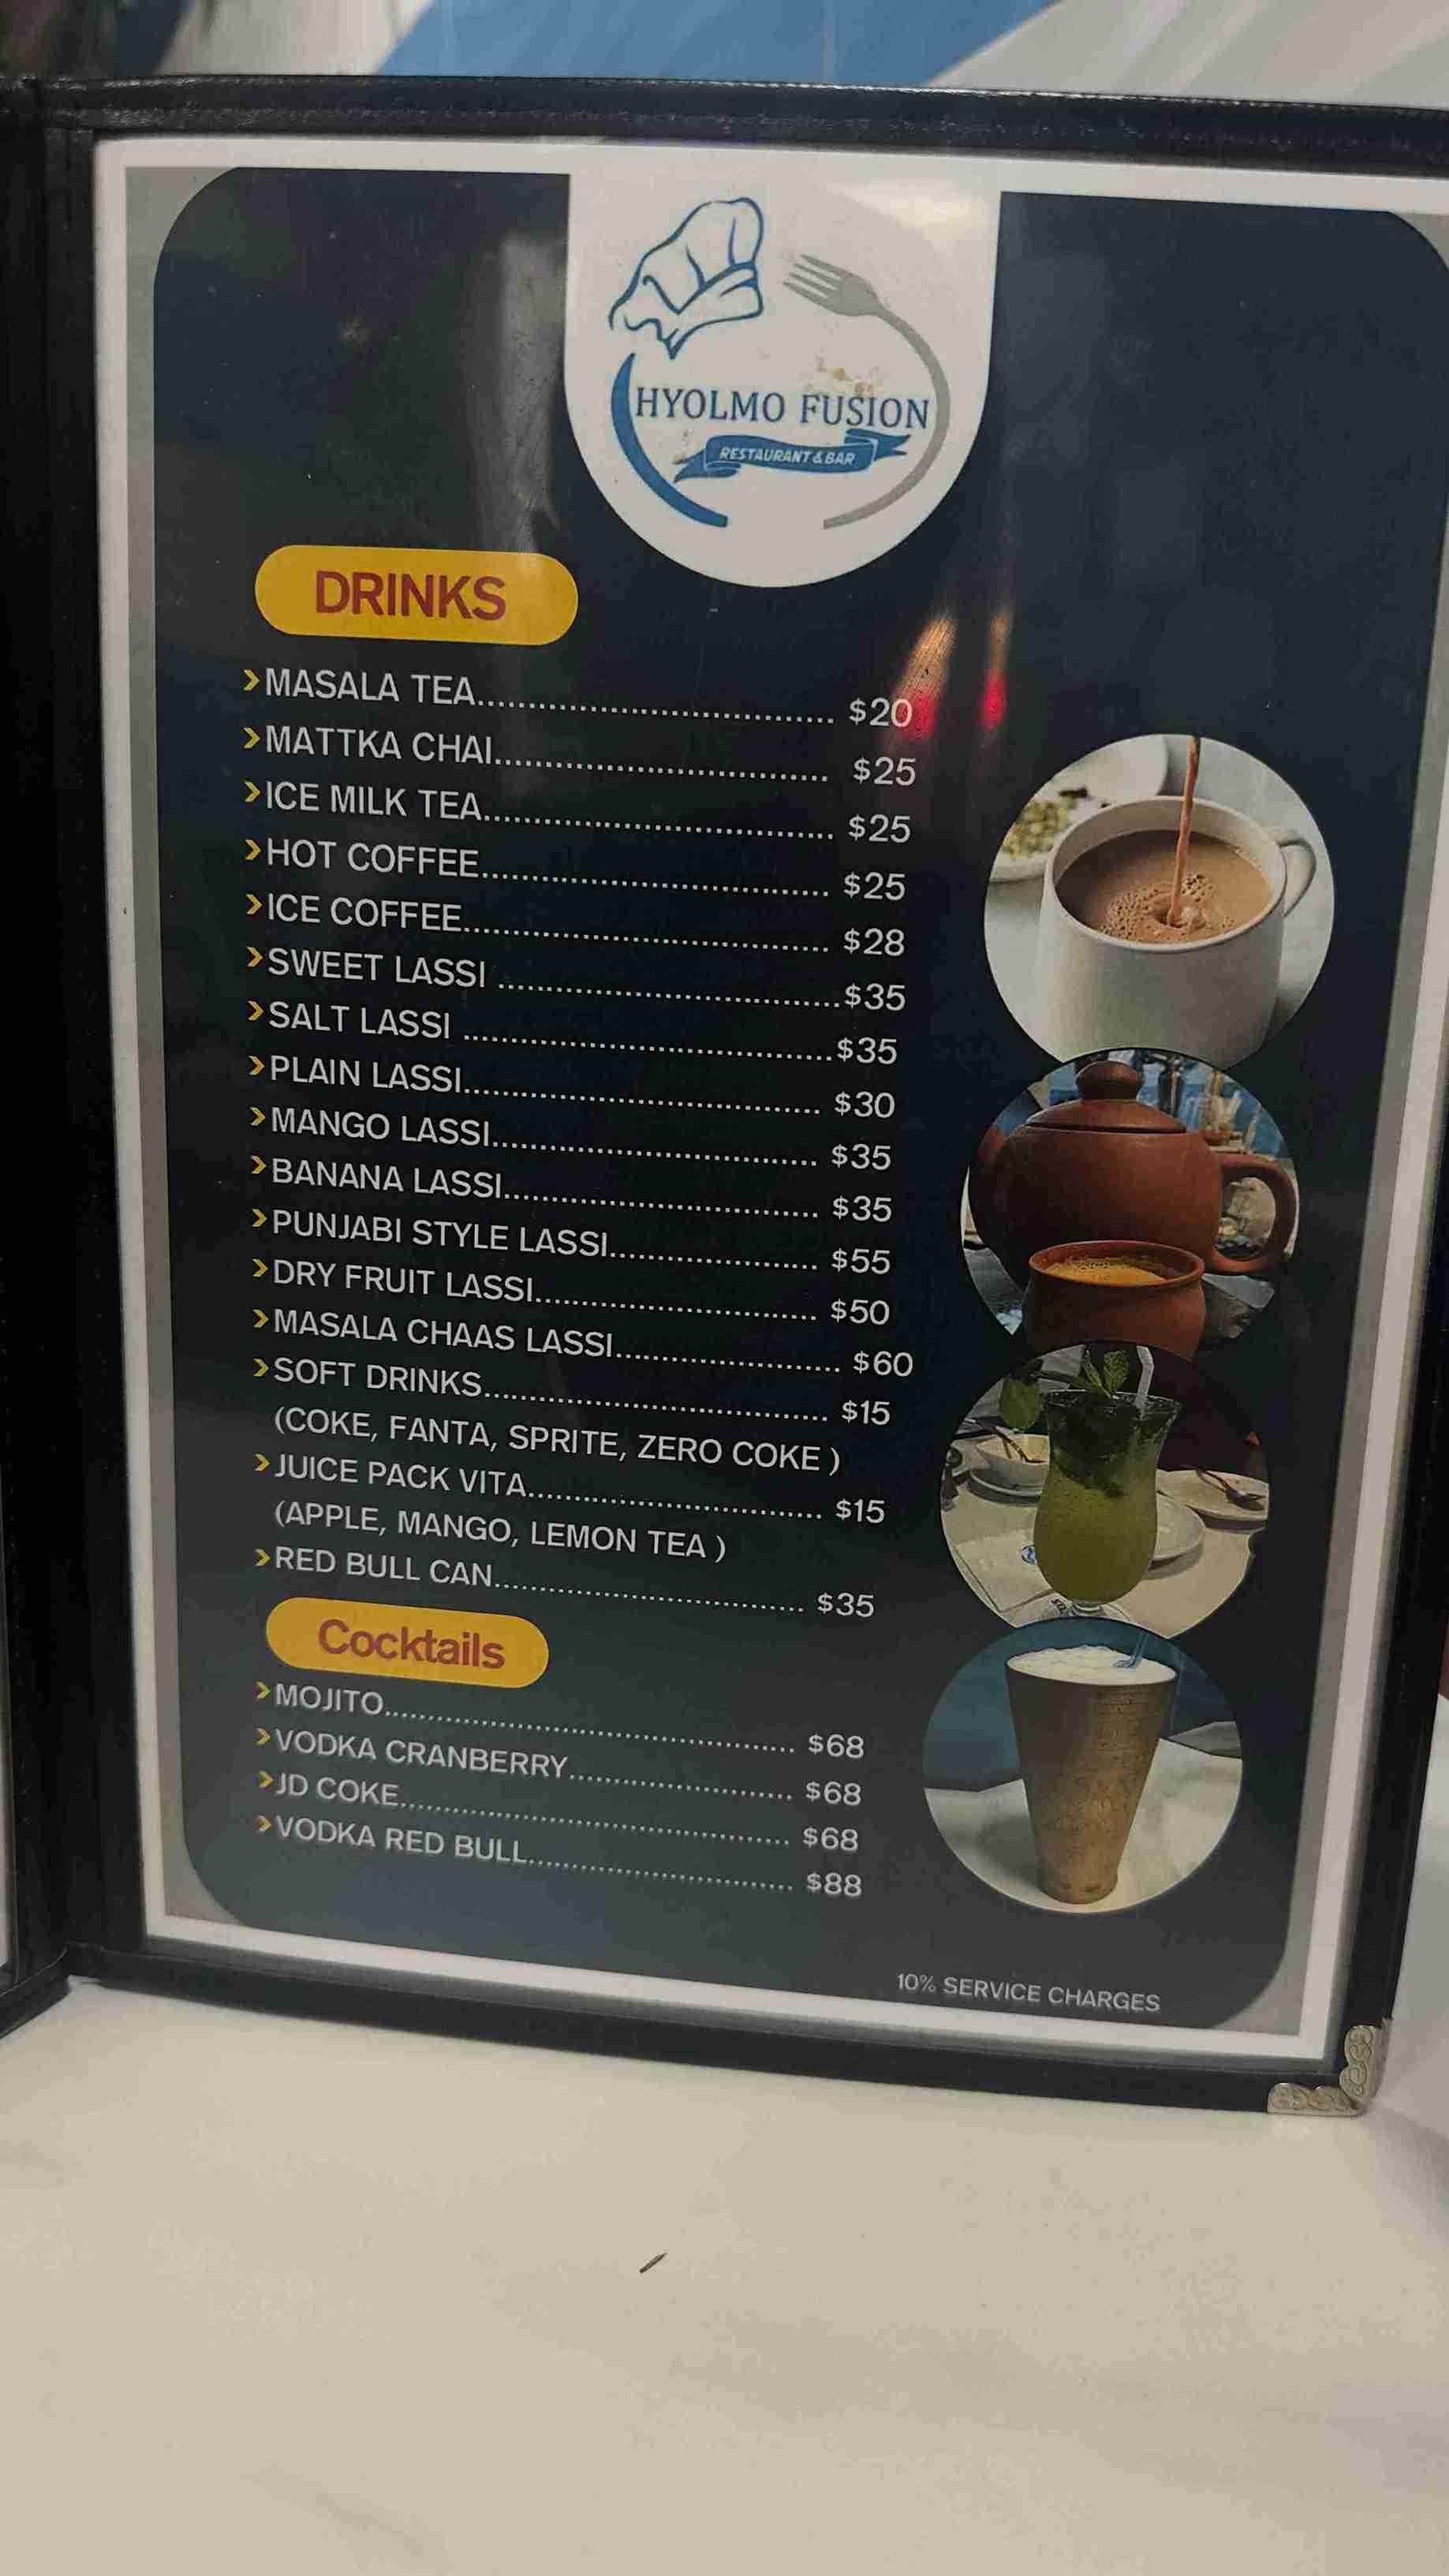 HYOLMO FUSION
RESTAURANT & BAR
DRINKS
›MASALA TEA.................................... $20
›MATTKA CHAI.................................. $25
›ICE MILK TEA................................... $25
›HOT COFFEE................................... $25
›ICE COFFEE..................................... $28
›SWEET LASSI ...................................$35
›SALT LASSI ......................................$35
›PLAIN LASSI.................................... $30
›MANGO LASSI................................. $35
›BANANA LASSI................................ $35
›PUNJABI STYLE LASSI..................... $55
›DRY FRUIT LASSI............................. $50
›MASALA CHAAS LASSI....................... $60
›SOFT DRINKS................................... $15
(COKE, FANTA, SPRITE, ZERO COKE )
›JUICE PACK VITA................................ $15
(APPLE, MANGO, LEMON TEA )
›RED BULL CAN................................ $35
Cocktails
›MOJITO........................................... $68
›VODKA CRANBERRY........................ $68
›JD COKE.......................................... $68
›VODKA RED BULL............................ $88
10% SERVICE CHARGES